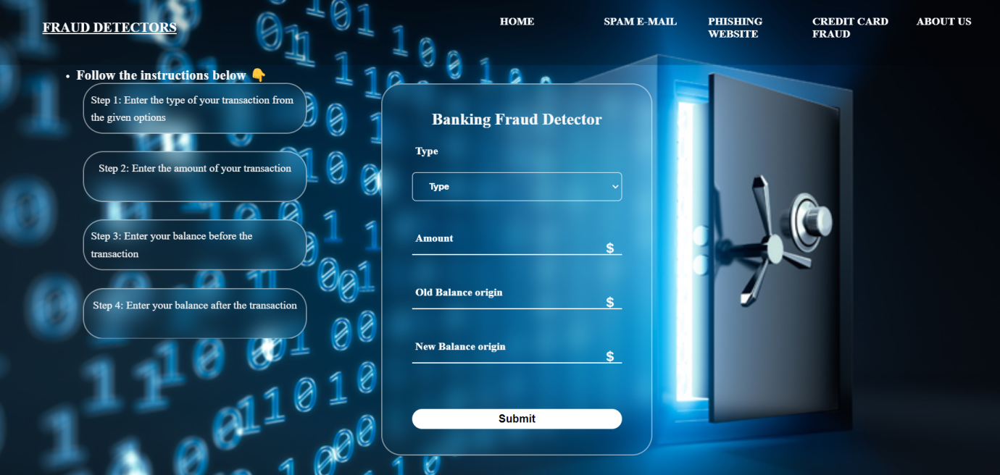 FRAUD DETECTORS
HOME
SPAM E-MAIL
PHISHING
WEBSITE
CREDIT CARD
FRAUD
ABOUT US
• Follow the instructions below 👇
Step 1: Enter the type of your transaction from
the given options
Step 2: Enter the amount of your transaction
Step 3: Enter your balance before the
transaction
Step 4: Enter your balance after the transaction
Banking Fraud Detector
Type
Type
Amount
$
Old Balance origin
$
New Balance origin
$
Submit